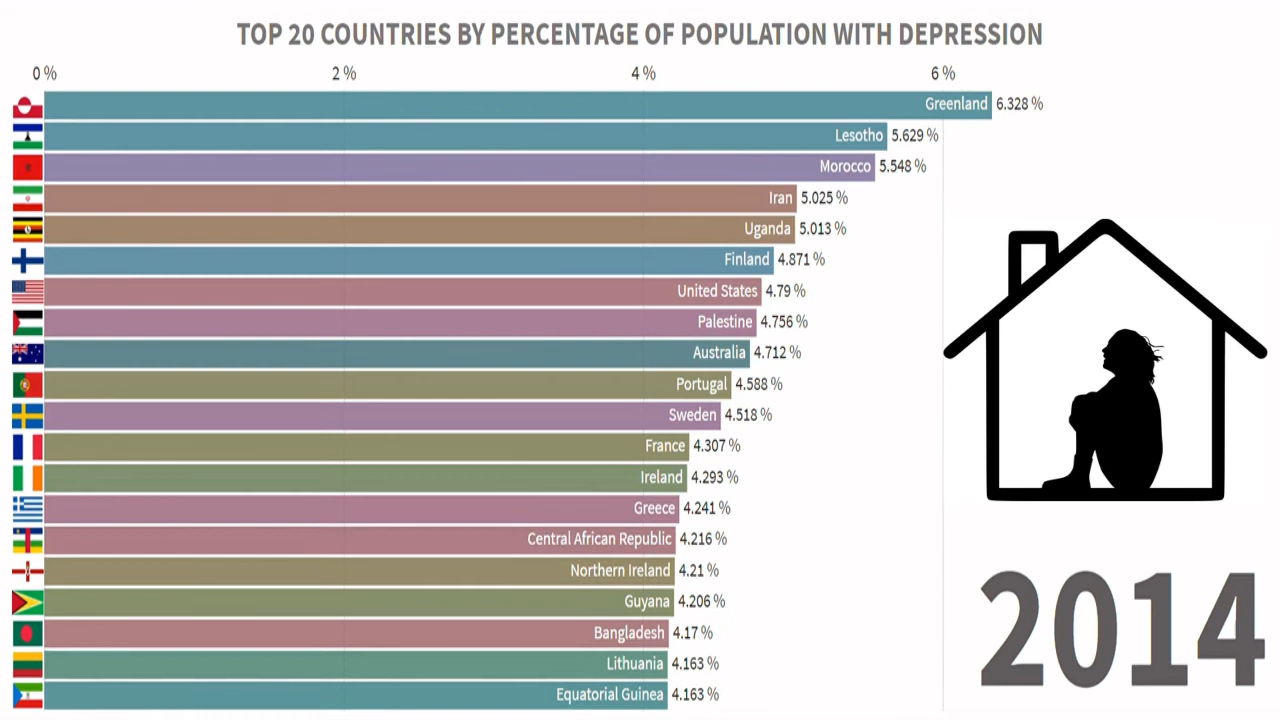 TOP 20 COUNTRIES BY PERCENTAGE OF POPULATION WITH DEPRESSION
0 % 2 % 4 % 6 %
Greenland 6.328 %
Lesotho 5.629 %
Morocco 5.548 %
Iran 5.025 %
Uganda 5.013 %
Finland 4.871 %
United States 4.79 %
Palestine 4.756 %
Australia 4.712 %
Portugal 4.588 %
Sweden 4.518 %
France 4.307 %
Ireland 4.293 %
Greece 4.241 %
Central African Republic 4.216 %
Northern Ireland 4.21 %
Guyana 4.206 %
Bangladesh 4.17 %
Lithuania 4.163 %
Equatorial Guinea 4.163 %
2014